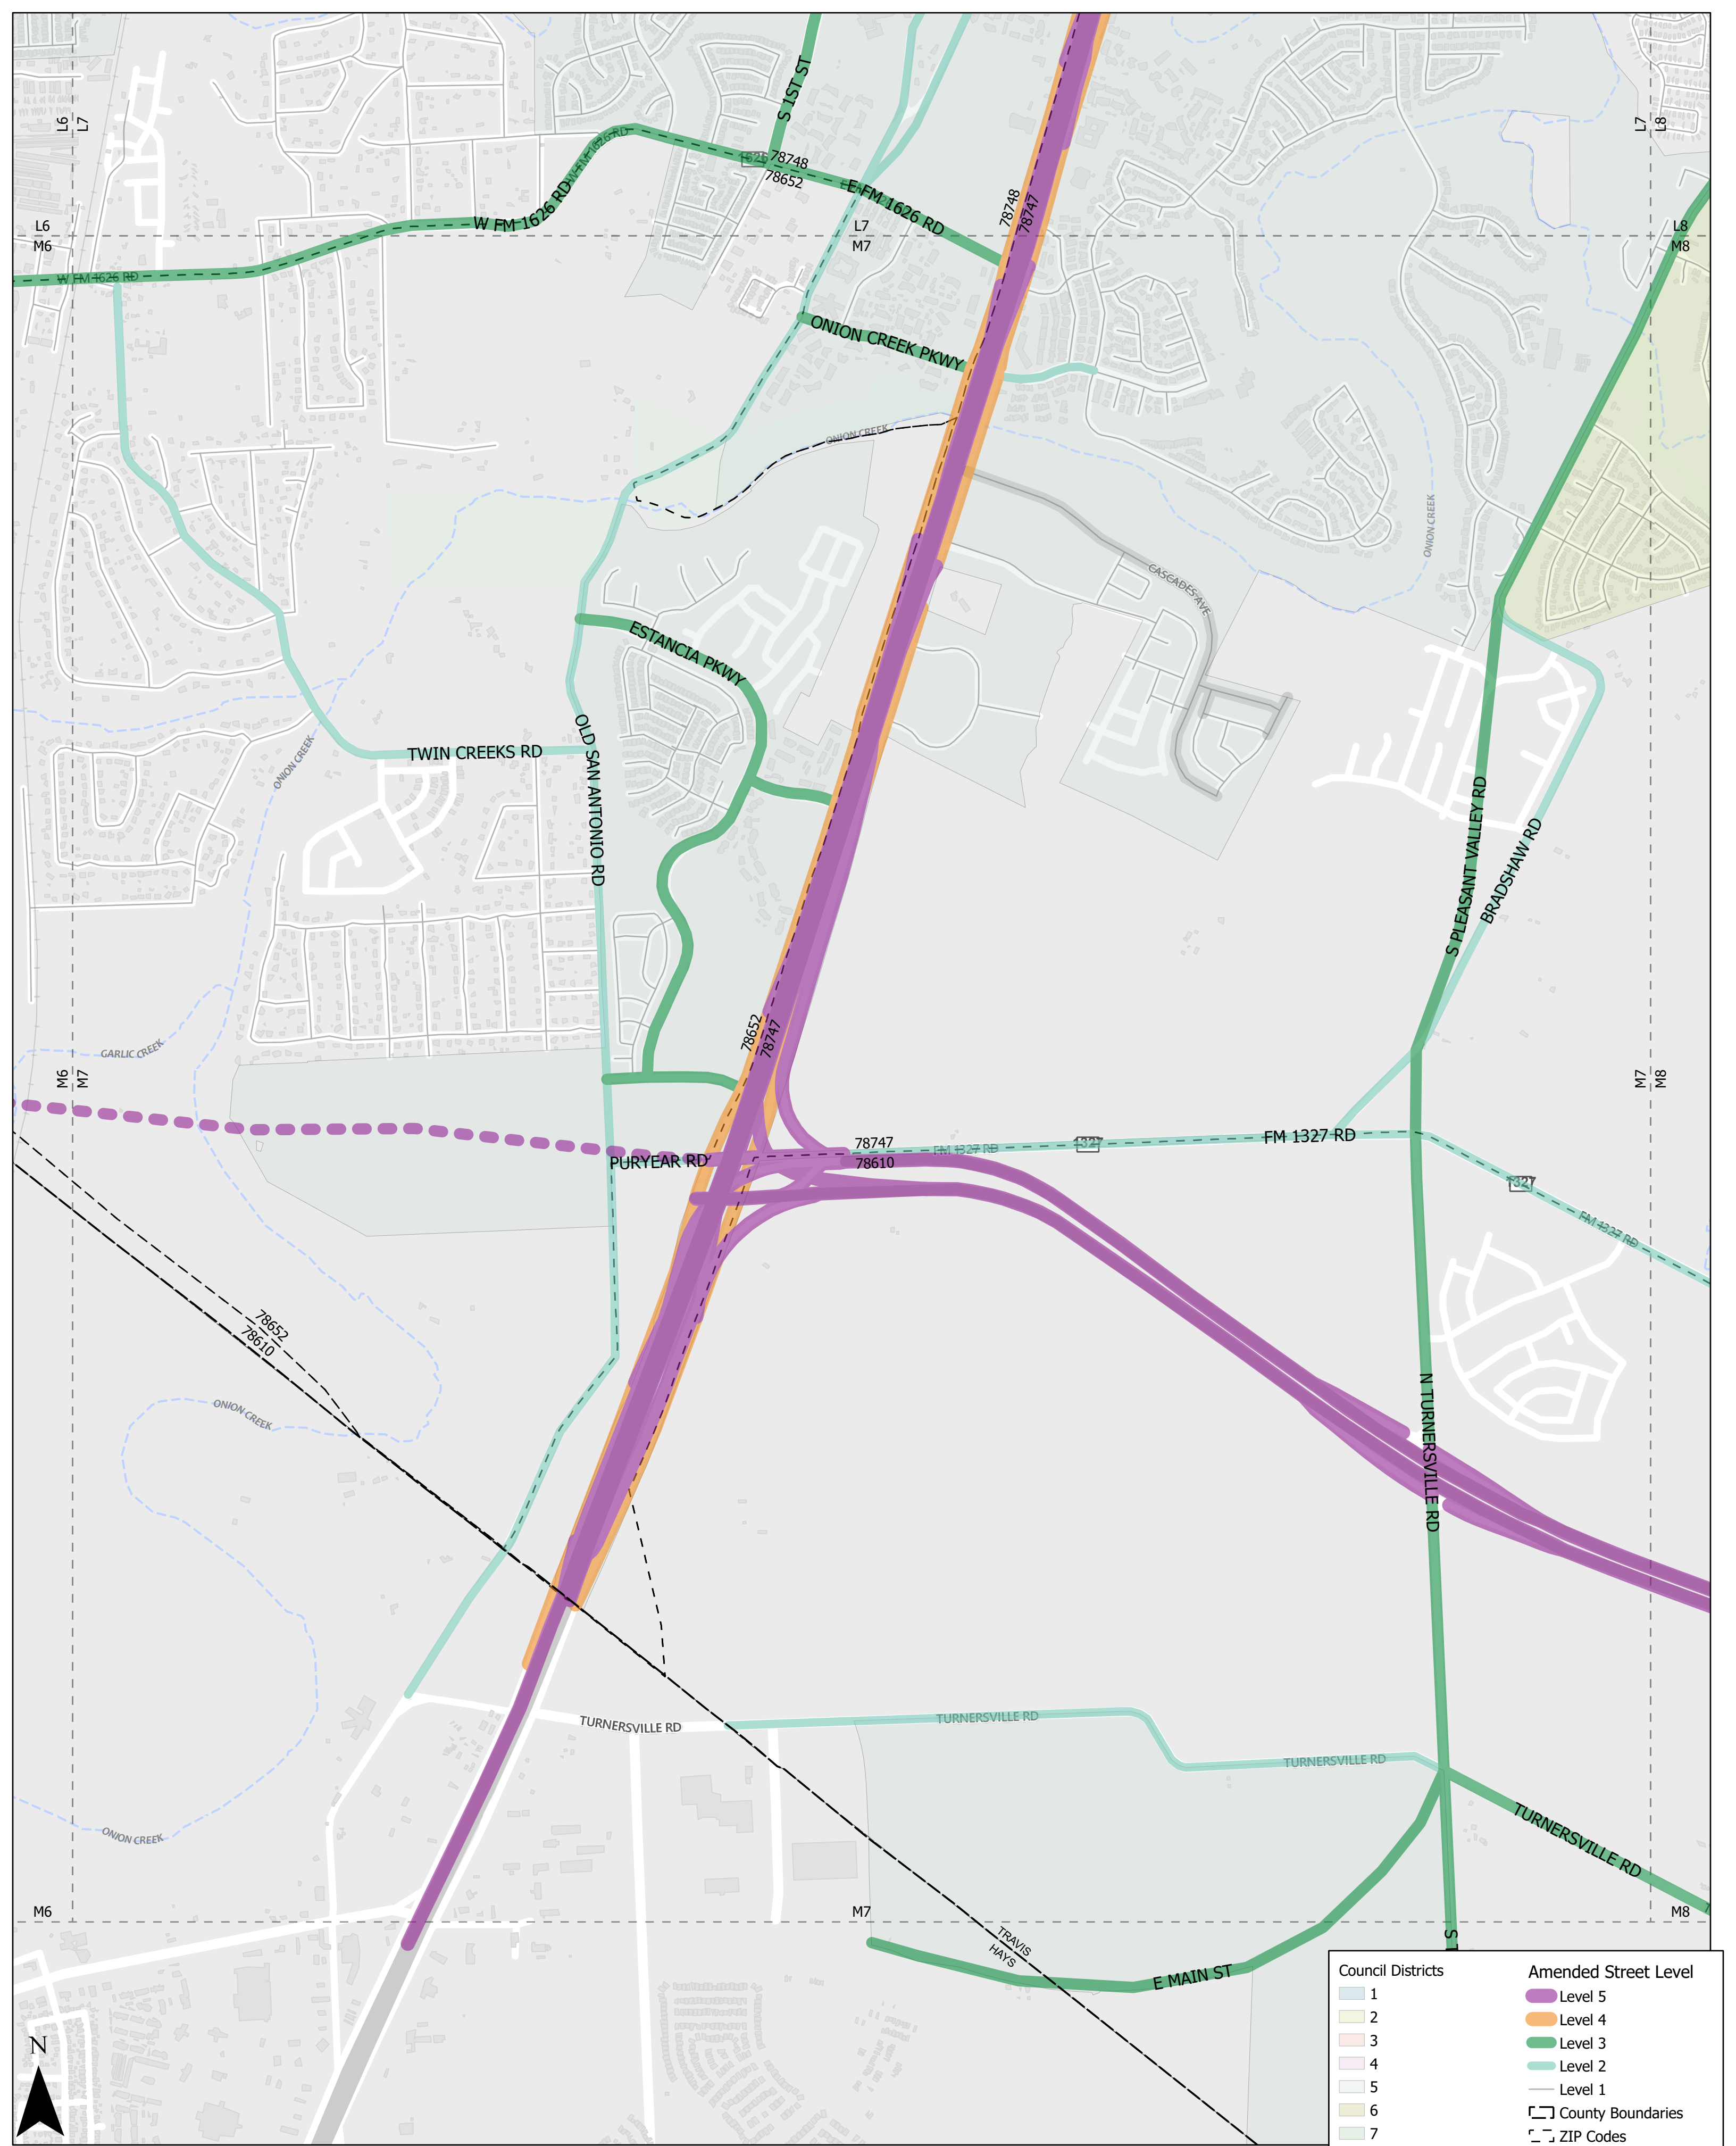 S 1ST ST
L6
L7
L7
L8
W FM 1626 RD
1626
78748
78652
E FM 1626 RD
78748
78747
W FM 1626 RD
L6
M6
L7
M7
L8
M8
W FM 1626 RD
ONION CREEK PKWY
ONION CREEK
ONION CREEK
CASCADES AVE
ESTANCIA PKWY
OLD SAN ANTONIO RD
TWIN CREEKS RD
ONION CREEK
S PLEASANT VALLEY RD
BRADSHAW RD
78652
78747
GARLIC CREEK
M6
M7
M7
M8
PURYEAR RD
78747
78610
FM 1327 RD
1327
FM 1327 RD
1327
FM 1327 RD
78652
78610
ONION CREEK
N TURNERSVILLE RD
TURNERSVILLE RD
TURNERSVILLE RD
TURNERSVILLE RD
TURNERSVILLE RD
ONION CREEK
M6
M7
M8
TRAVIS
HAYS
E MAIN ST
N
Council Districts
1
2
3
4
5
6
7
Amended Street Level
Level 5
Level 4
Level 3
Level 2
Level 1
County Boundaries
ZIP Codes